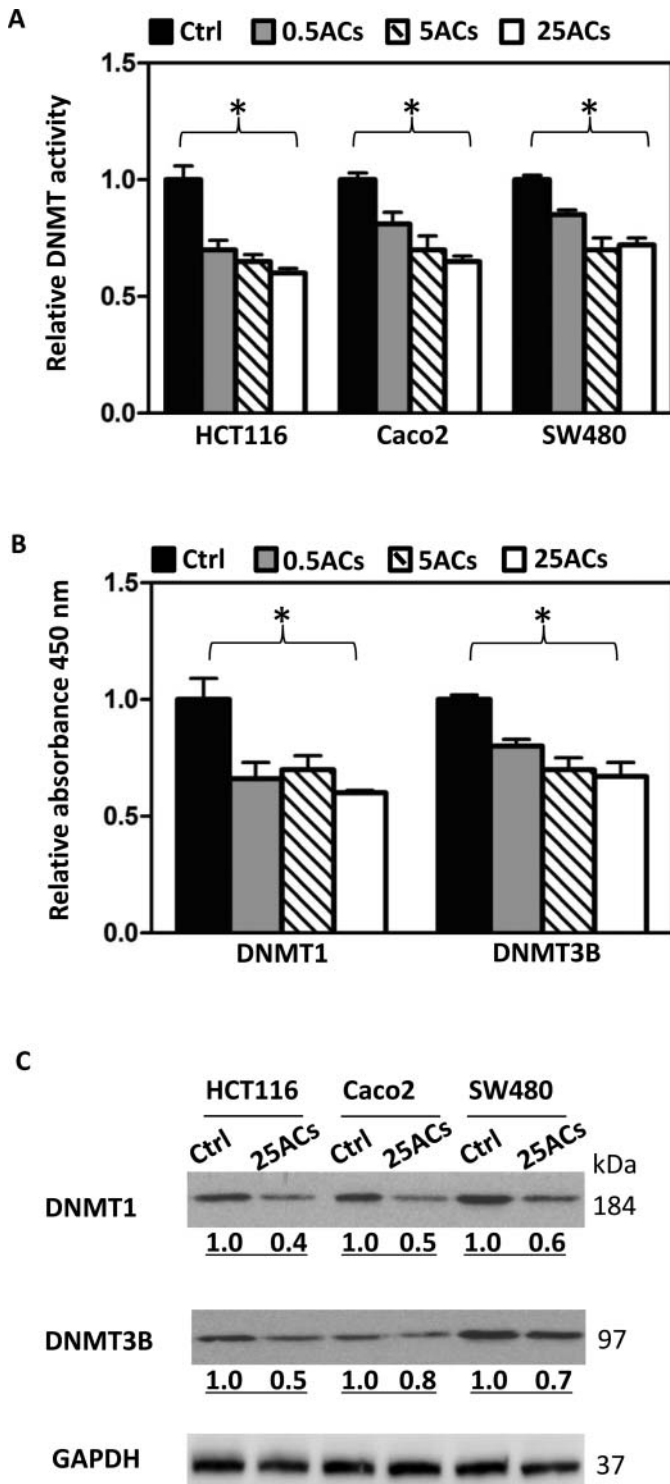 A
Ctrl 0.5ACs 5ACs 25ACs
Relative DNMT activity
1.5
1.0
0.5
0.0
* * *
HCT116 Caco2 SW480
B
Ctrl 0.5ACs 5ACs 25ACs
Relative absorbance 450 nm
1.5
1.0
0.5
0.0
* *
DNMT1 DNMT3B
C
HCT116 Caco2 SW480
Ctrl 25ACs Ctrl 25ACs Ctrl 25ACs
kDa
DNMT1 184
1.0 0.4 1.0 0.5 1.0 0.6
DNMT3B 97
1.0 0.5 1.0 0.8 1.0 0.7
GAPDH 37